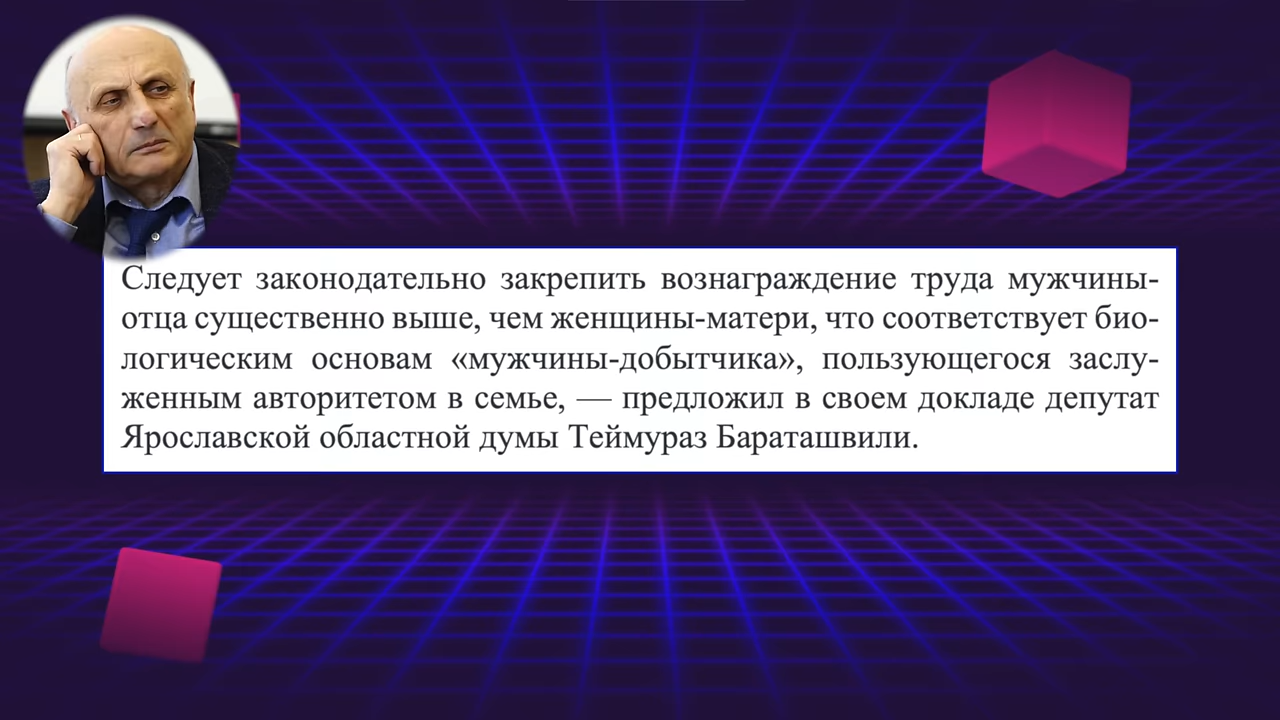 Следует законодательно закрепить вознаграждение труда мужчины-
отца существенно выше, чем женщины-матери, что соответствует био-
логическим основам «мужчины-добытчика», пользующегося заслу-
женным авторитетом в семье, — предложил в своем докладе депутат
Ярославской областной думы Теймураз Бараташвили.